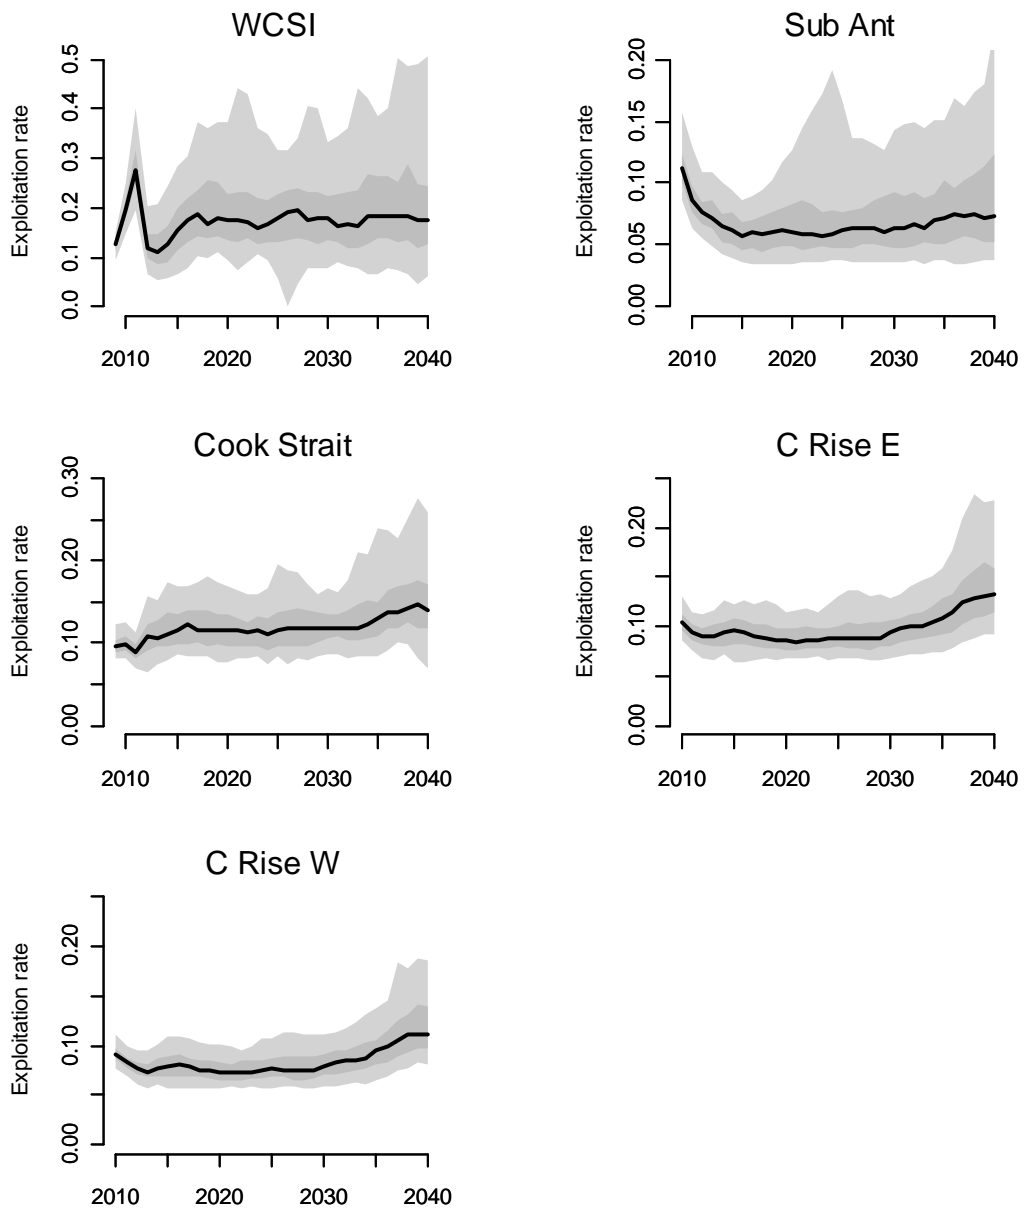 WCSI
Sub Ant
Exploitation rate
0.0 0.1 0.2 0.3 0.4 0.5
2010 2020 2030 2040
Exploitation rate
0.00 0.05 0.10 0.15 0.20
2010 2020 2030 2040
Cook Strait
C Rise E
Exploitation rate
0.00 0.10 0.20 0.30
2010 2020 2030 2040
Exploitation rate
0.00 0.10 0.20
2010 2020 2030 2040
C Rise W
Exploitation rate
0.00 0.10 0.20
2010 2020 2030 2040